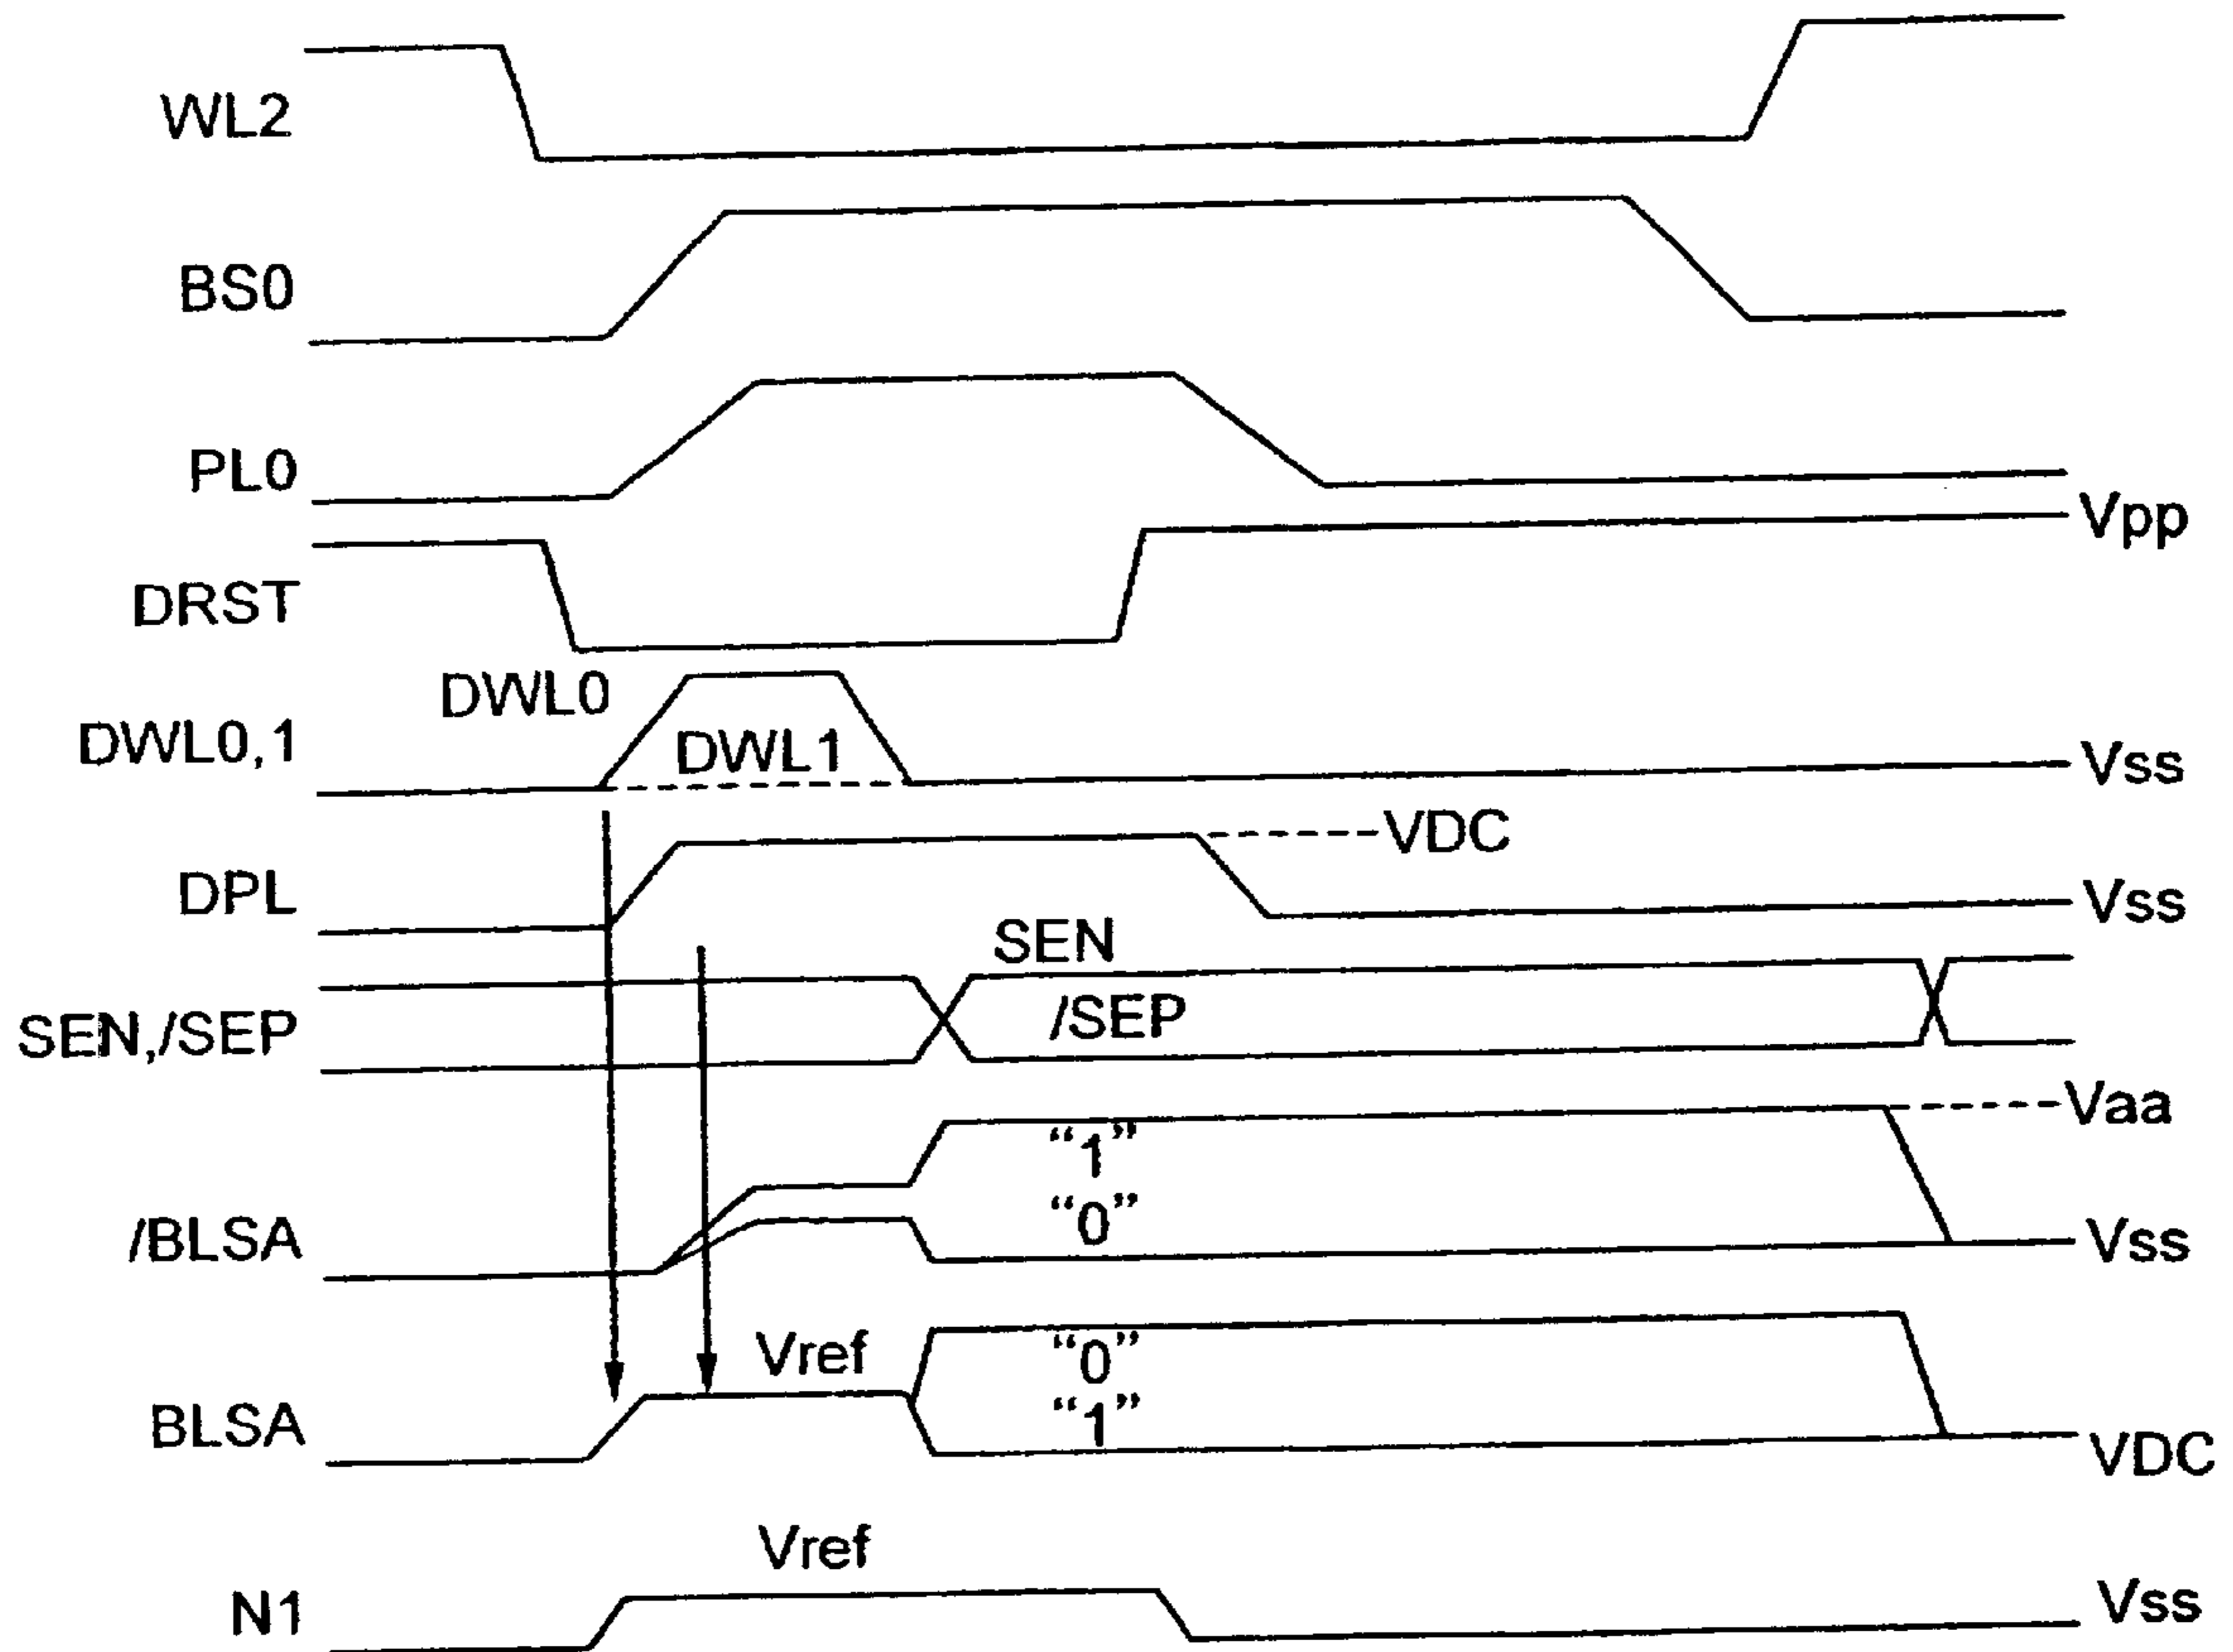 WL2
BS0
PL0
Vpp
DRST
DWL0
DWL0,1
DWL1
Vss
VDC
DPL
Vss
SEN
SEN,/SEP
/SEP
Vaa
“1”
“0”
/BLSA
Vss
Vref
“0”
“1”
BLSA
VDC
Vref
N1
Vss